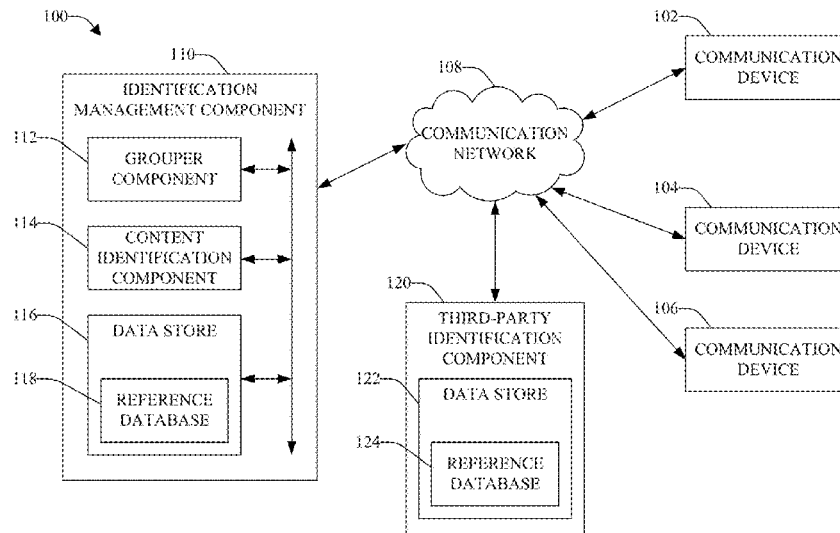 100
110
IDENTIFICATION
MANAGEMENT COMPONENT
112
GROUPER
COMPONENT
114
CONTENT
IDENTIFICATION
COMPONENT
116
DATA STORE
118
REFERENCE
DATABASE
108
COMMUNICATION
NETWORK
120
THIRD-PARTY
IDENTIFICATION
COMPONENT
122
DATA STORE
124
REFERENCE
DATABASE
102
COMMUNICATION
DEVICE
104
COMMUNICATION
DEVICE
106
COMMUNICATION
DEVICE